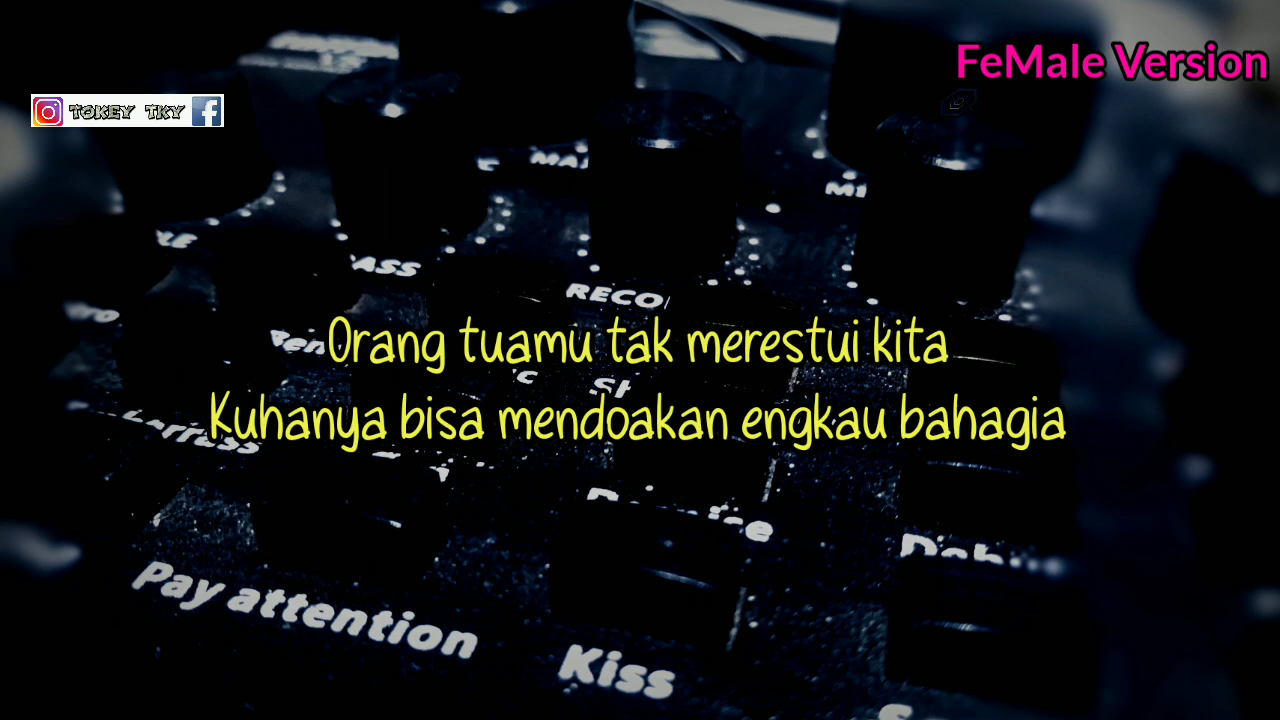 FeMale Version
TOKEY TKY
Orang tuamu tak merestui kita
Kuhanya bisa mendoakan engkau bahagia
Pay attention
Kiss